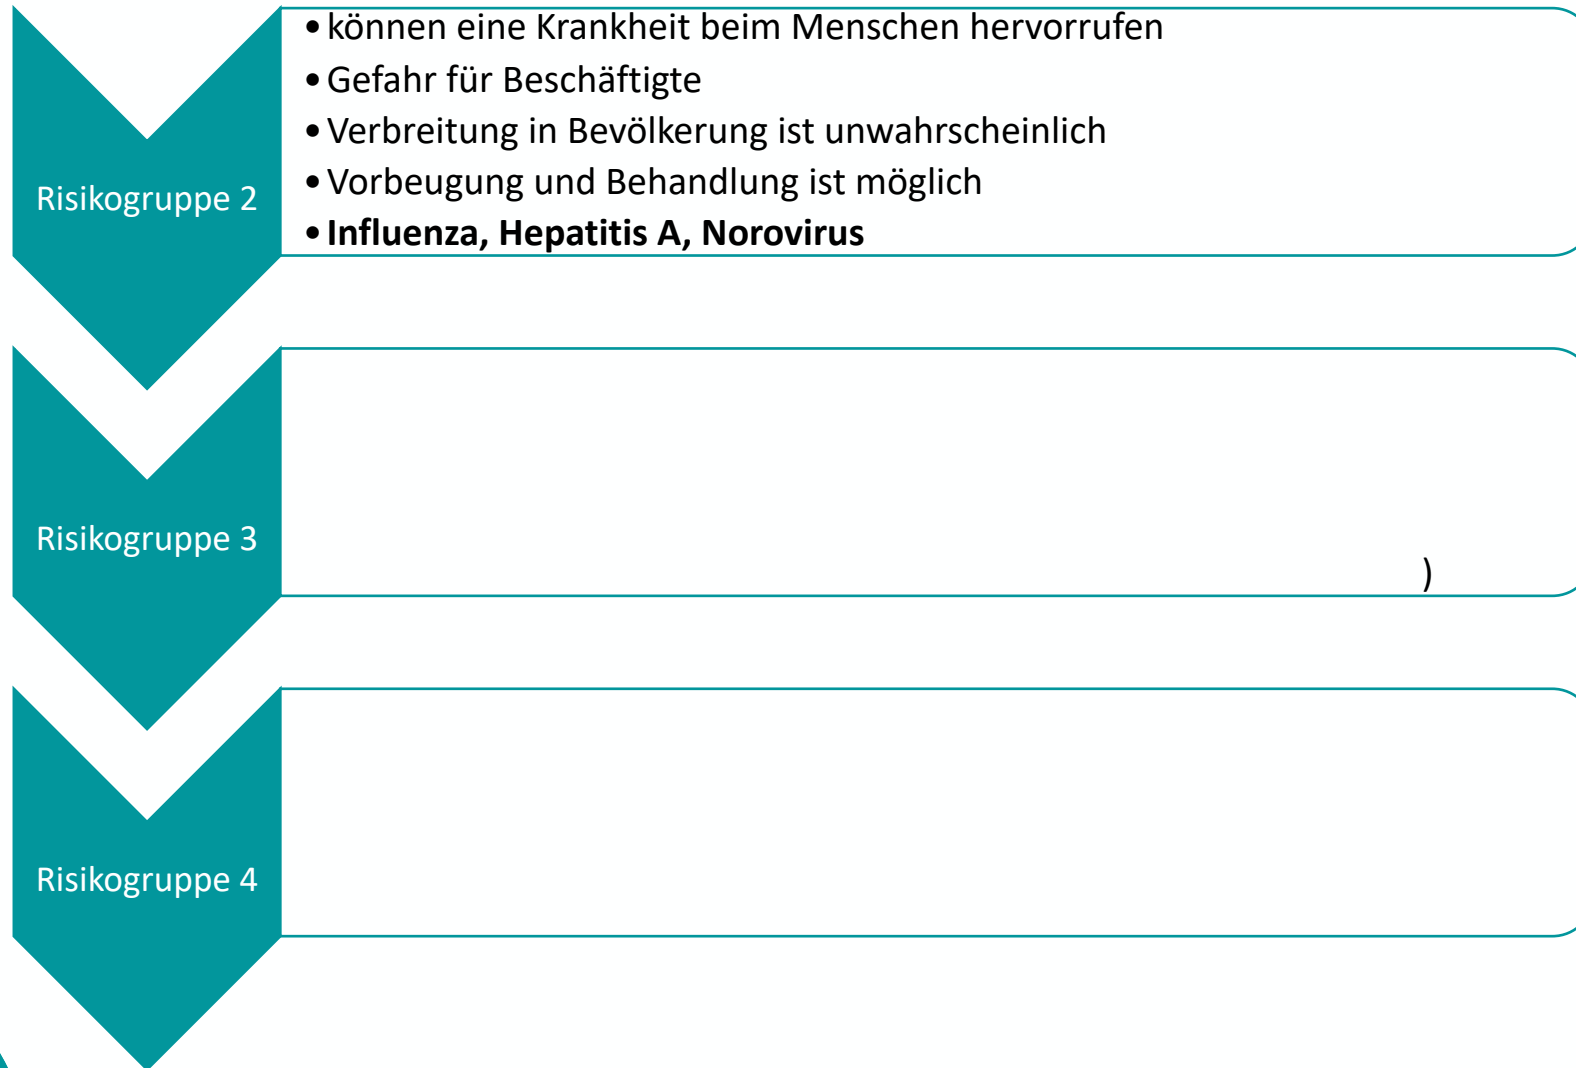 • können eine Krankheit beim Menschen hervorrufen
• Gefahr für Beschäftigte
• Verbreitung in Bevölkerung ist unwahrscheinlich
• Vorbeugung und Behandlung ist möglich
• Influenza, Hepatitis A, Norovirus
Risikogruppe 2
Risikogruppe 3
)
Risikogruppe 4